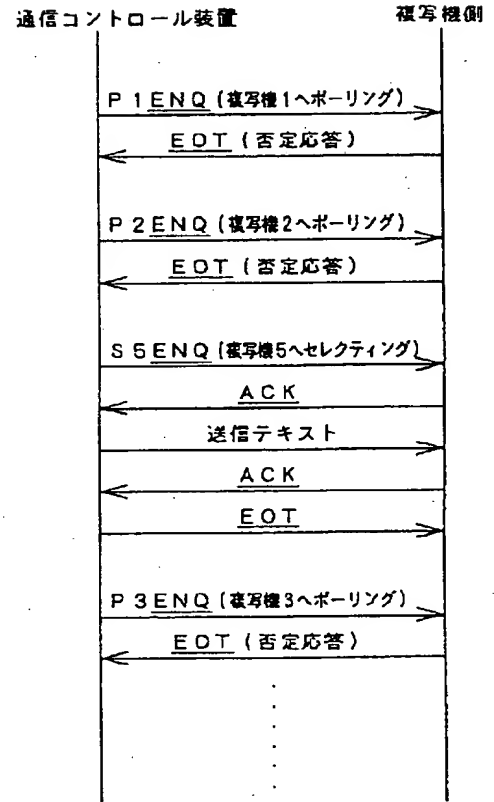 通信コントロール装置 複写機側
P1ENQ(複写機1へポーリング)
EOT(否定応答)
P2ENQ(複写機2へポーリング)
EOT(否定応答)
S5ENQ(複写機5へセレクティング)
ACK
送信テキスト
ACK
EOT
P3ENQ(複写機3へポーリング)
EOT(否定応答)